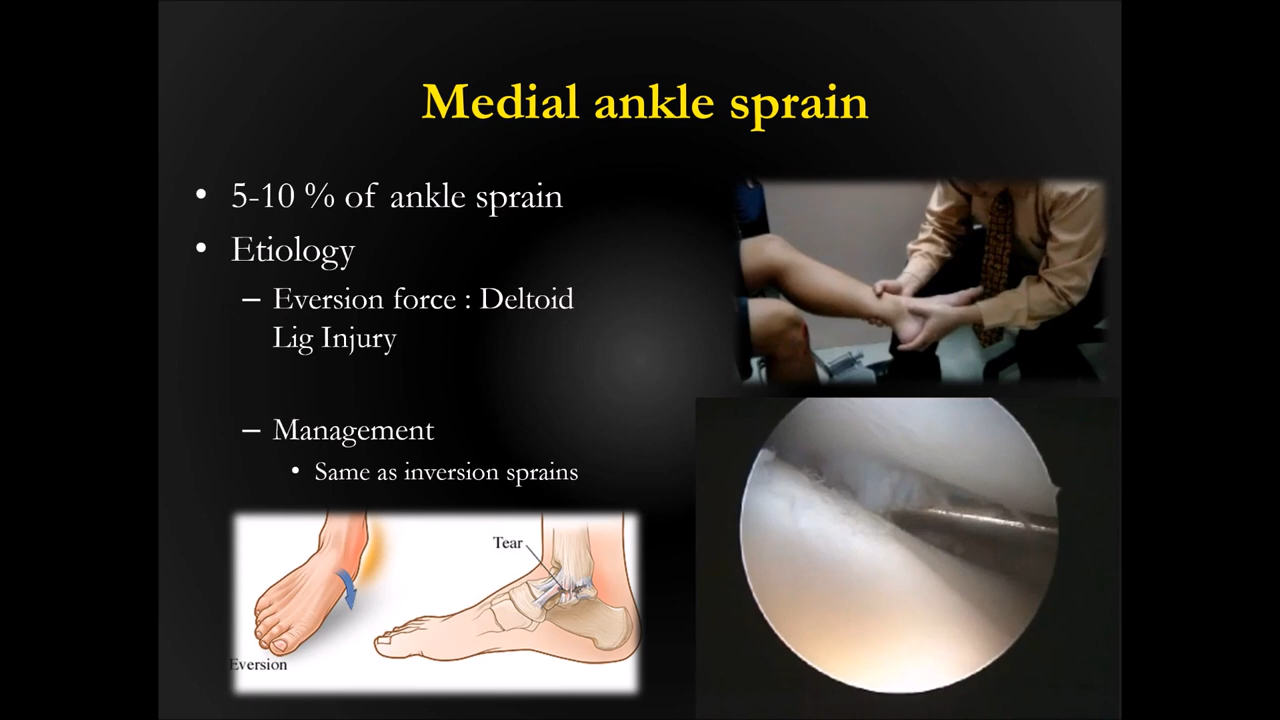 Medial ankle sprain
• 5-10 % of ankle sprain
• Etiology
– Eversion force : Deltoid
Lig Injury
– Management
• Same as inversion sprains
Tear
Eversion